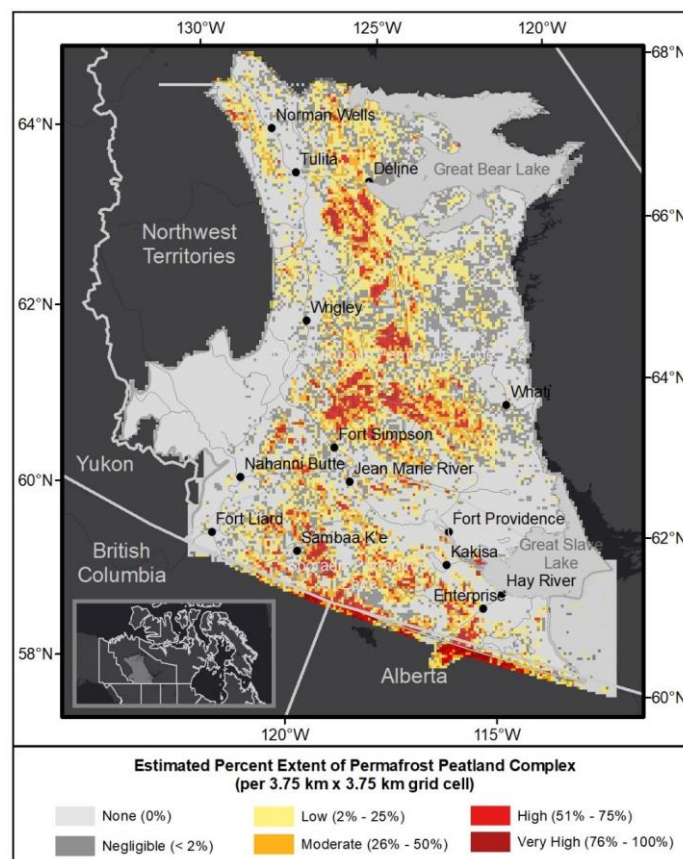 130°W 125°W 120°W
68°N
64°N
Norman Wells
Tulita
Délįne
Great Bear Lake
Northwest
Territories
66°N
62°N
Wrigley
64°N
Whatì
Fort Simpson
60°N
Yukon
Nahanni Butte
Jean Marie River
Fort Liard
Fort Providence
62°N
British
Columbia
Sambaa K'e
Kakisa
Great Slave
Lake
Hay River
Enterprise
58°N
Alberta
60°N
120°W 115°W
Estimated Percent Extent of Permafrost Peatland Complex
(per 3.75 km x 3.75 km grid cell)
None (0%) Low (2% - 25%) High (51% - 75%)
Negligible (< 2%) Moderate (26% - 50%) Very High (76% - 100%)